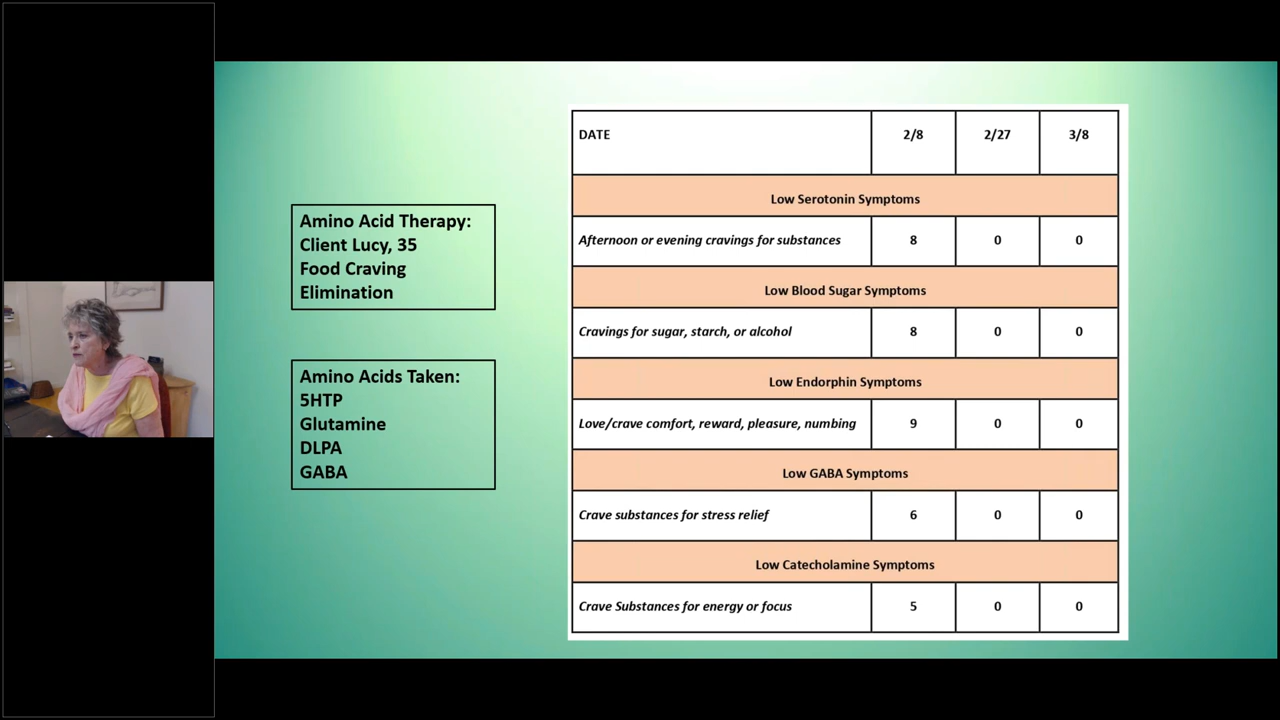 Amino Acid Therapy:
Client Lucy, 35
Food Craving
Elimination
Amino Acids Taken:
5HTP
Glutamine
DLPA
GABA
DATE 2/8 2/27 3/8
Low Serotonin Symptoms
Afternoon or evening cravings for substances 8 0 0
Low Blood Sugar Symptoms
Cravings for sugar, starch, or alcohol 8 0 0
Low Endorphin Symptoms
Love/crave comfort, reward, pleasure, numbing 9 0 0
Low GABA Symptoms
Crave substances for stress relief 6 0 0
Low Catecholamine Symptoms
Crave Substances for energy or focus 5 0 0